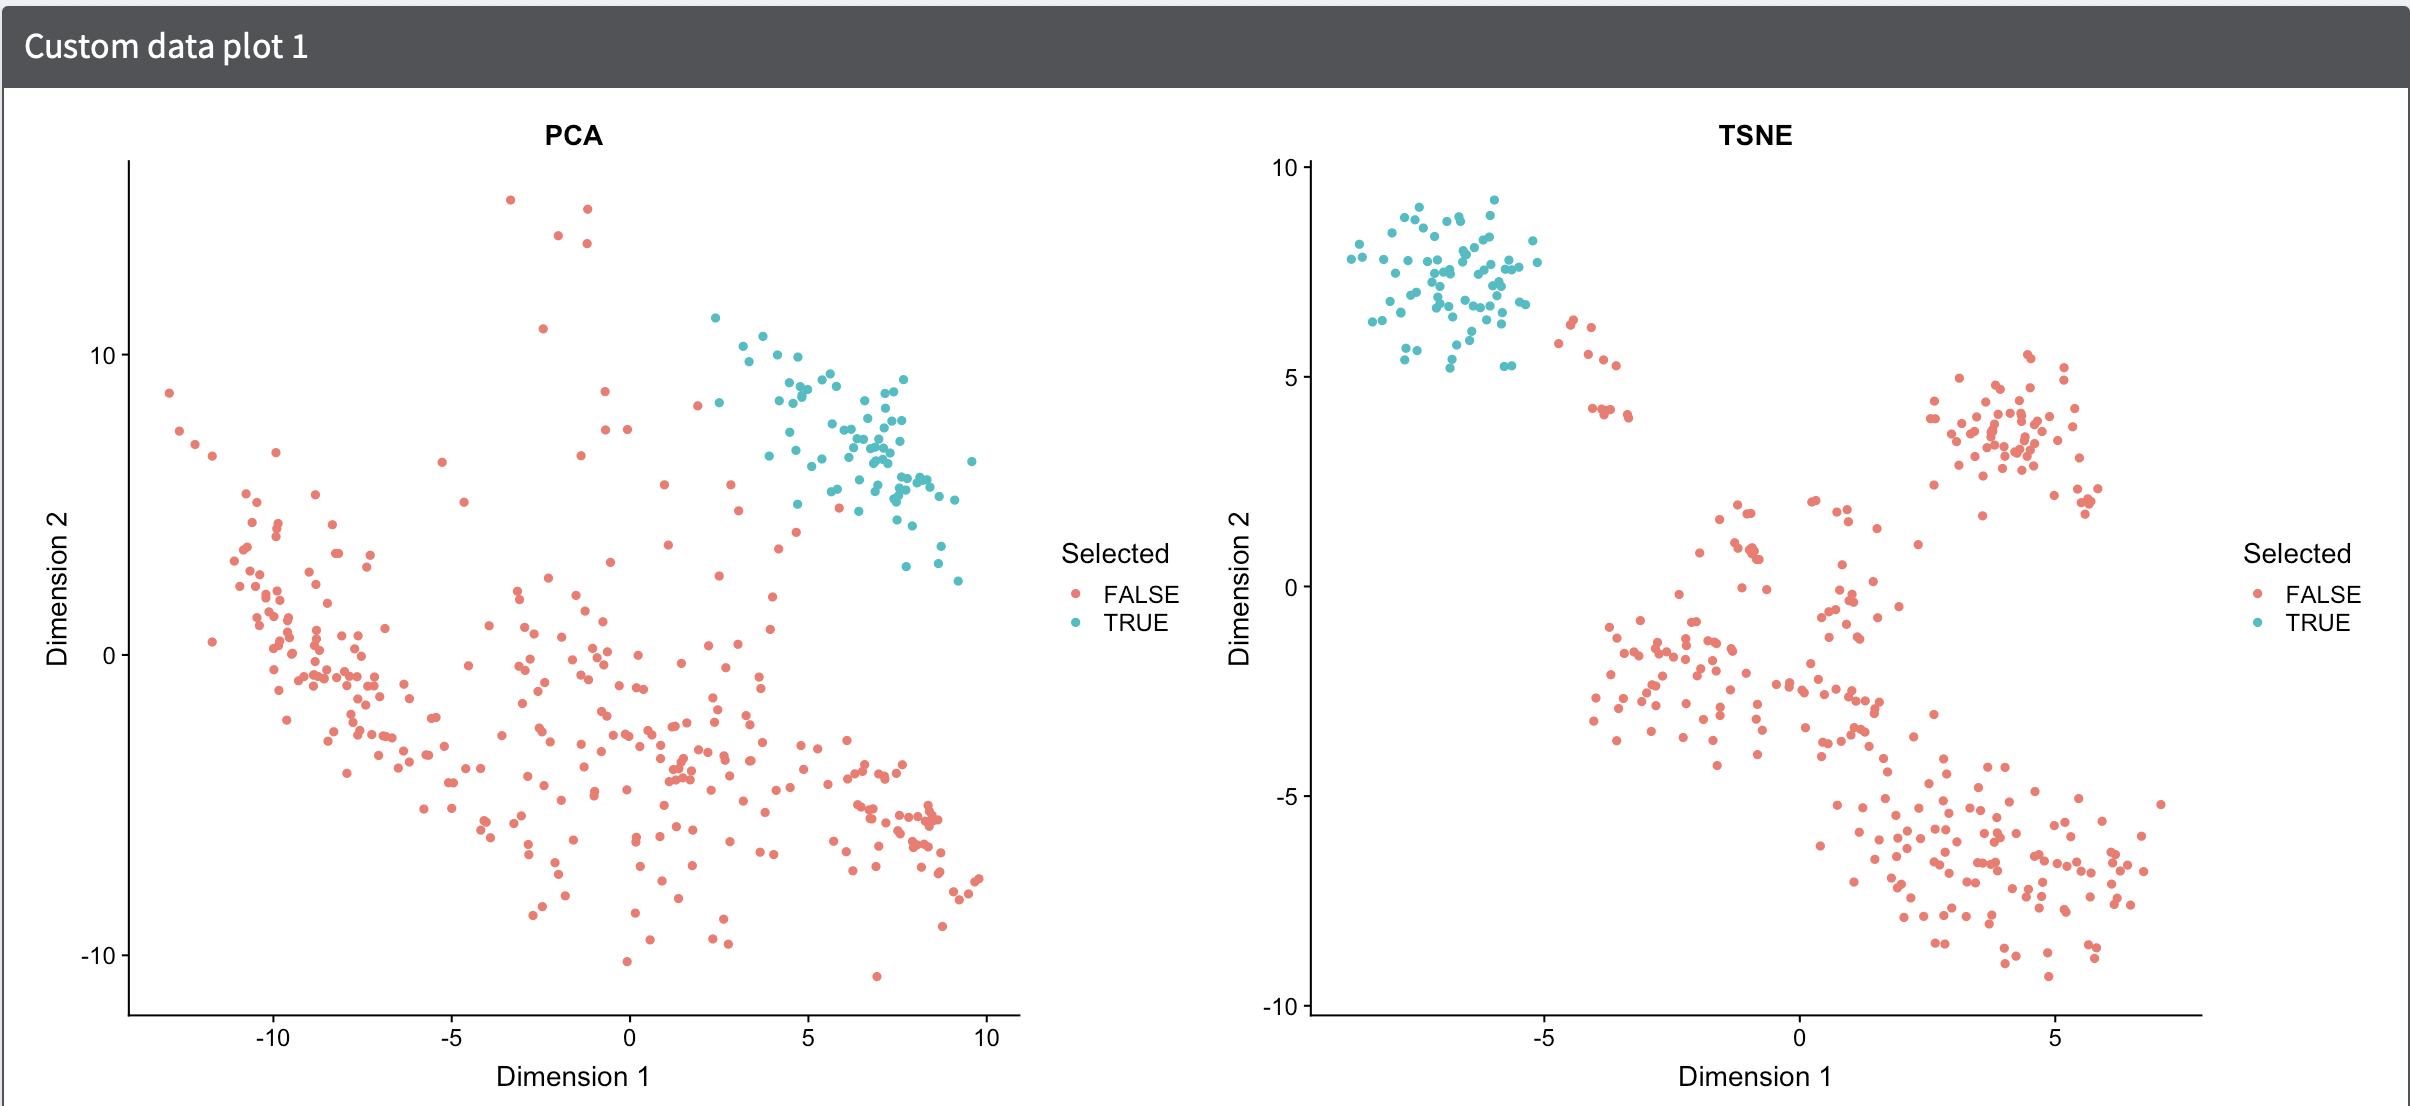 Custom data plot 1
PCA
10
0
-10
Dimension 2
-10 -5 0 5 10
Dimension 1
Selected
FALSE
TRUE
TSNE
10
5
0
-5
-10
Dimension 2
-5 0 5
Dimension 1
Selected
FALSE
TRUE